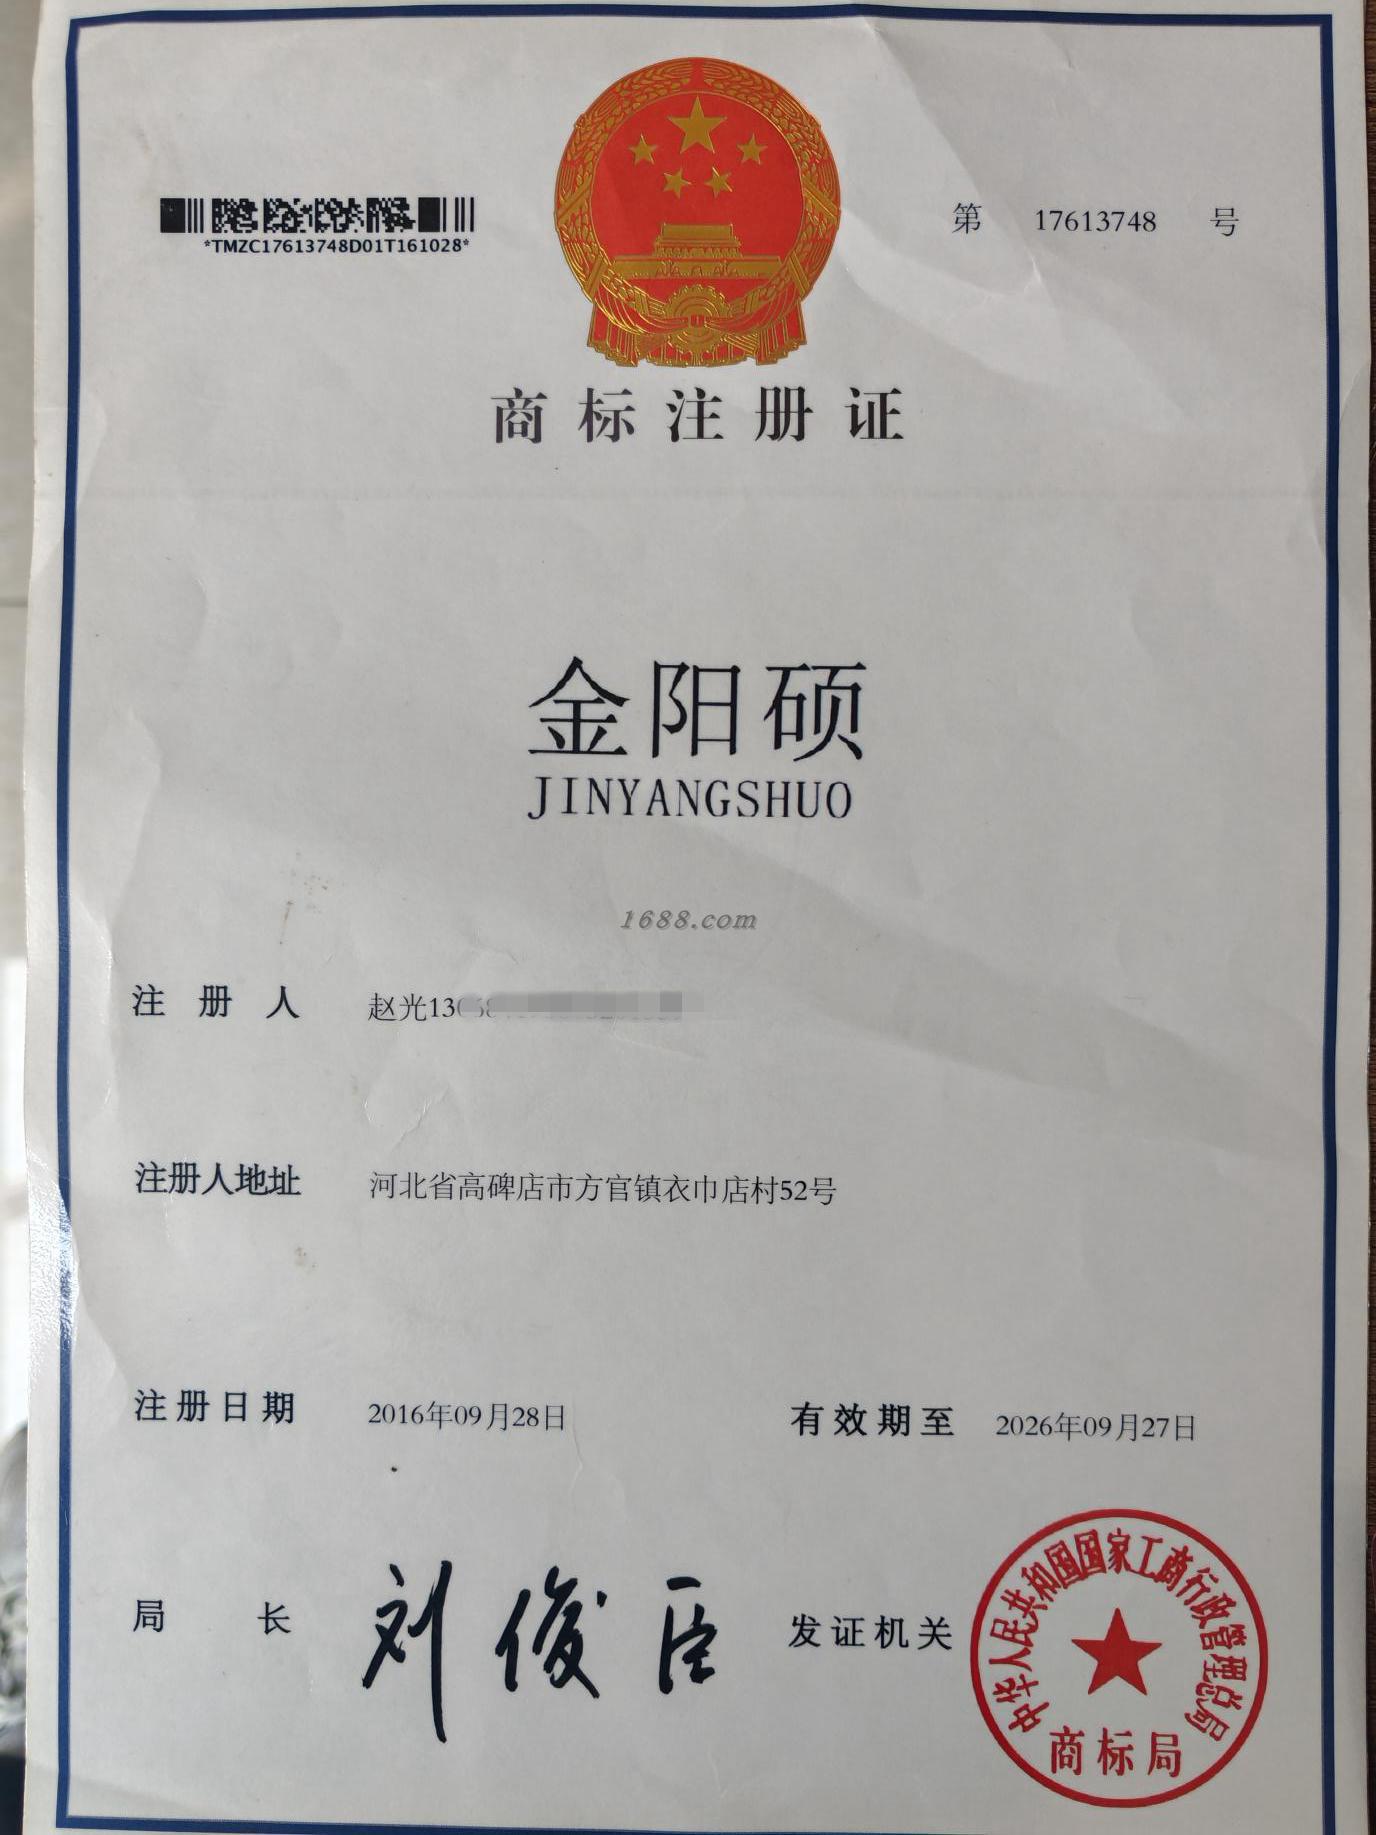 *TMZC17613748D01T161028*
第 17613748 号
商标注册证
金阳硕
JINYANGSHUO
1688.com
注册人 赵光13
注册人地址 河北省高碑店市方官镇衣巾店村52号
注册日期 2016年09月28日 有效期至 2026年09月27日
局长 刘俊臣 发证机关
中华人民共和国国家工商行政管理总局
商标局